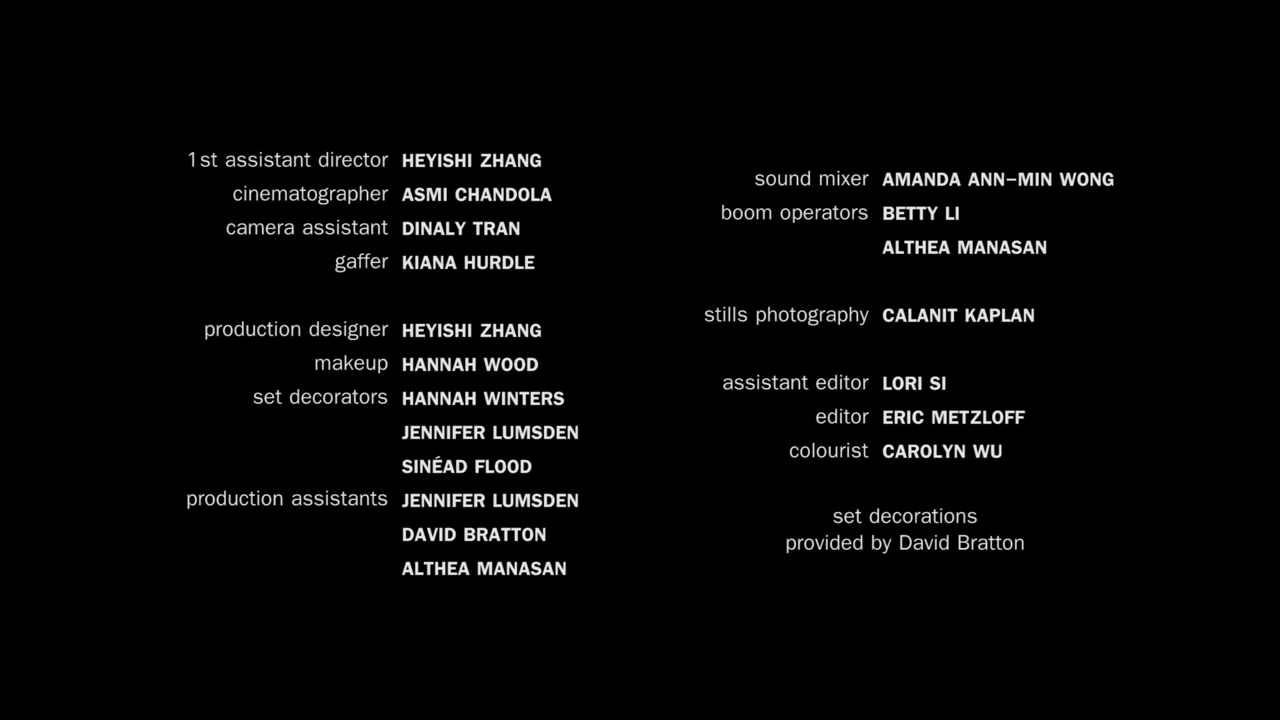 1st assistant director HEYISHI ZHANG
cinematographer ASMI CHANDOLA
camera assistant DINALY TRAN
gaffer KIANA HURDLE
production designer HEYISHI ZHANG
makeup HANNAH WOOD
set decorators HANNAH WINTERS
JENNIFER LUMSDEN
SINÉAD FLOOD
production assistants JENNIFER LUMSDEN
DAVID BRATTON
ALTHEA MANASAN
sound mixer AMANDA ANN–MIN WONG
boom operators BETTY LI
ALTHEA MANASAN
stills photography CALANIT KAPLAN
assistant editor LORI SI
editor ERIC METZLOFF
colourist CAROLYN WU
set decorations
provided by David Bratton